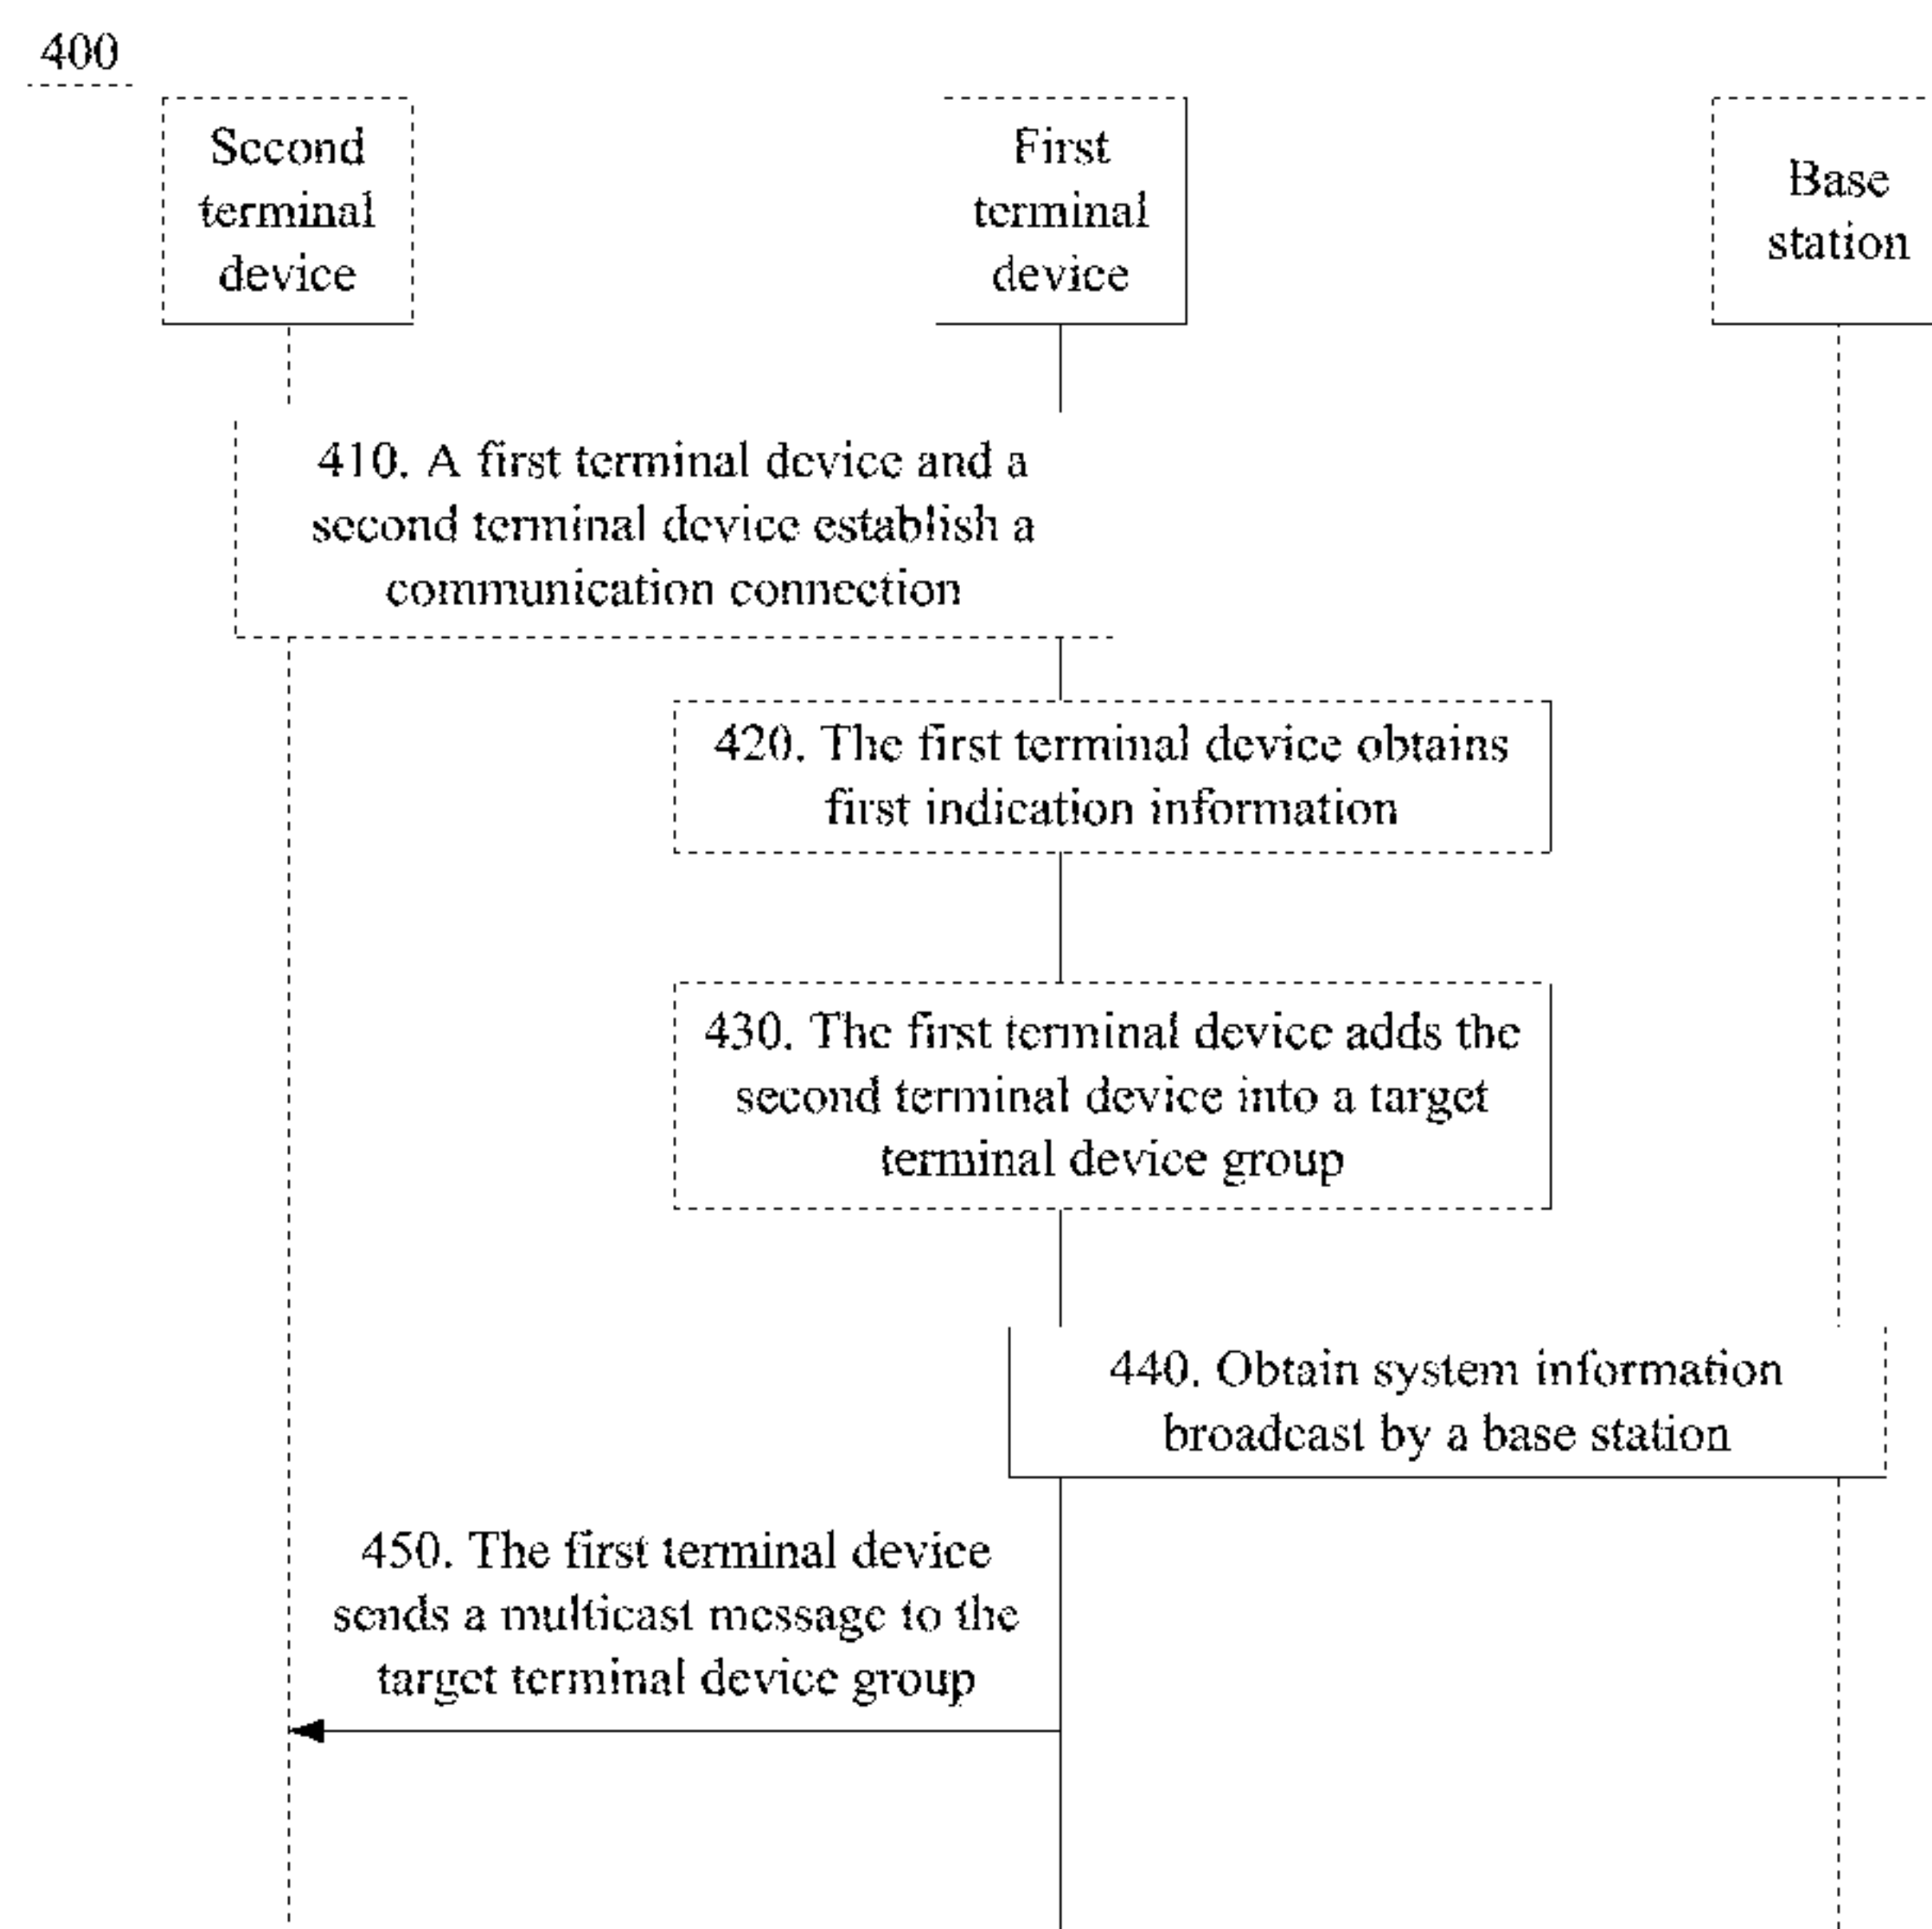 400
Second
terminal
device
First
terminal
device
Base
station
410. A first terminal device and a
second terminal device establish a
communication connection
420. The first terminal device obtains
first indication information
430. The first terminal device adds the
second terminal device into a target
terminal device group
440. Obtain system information
broadcast by a base station
450. The first terminal device
sends a multicast message to the
target terminal device group